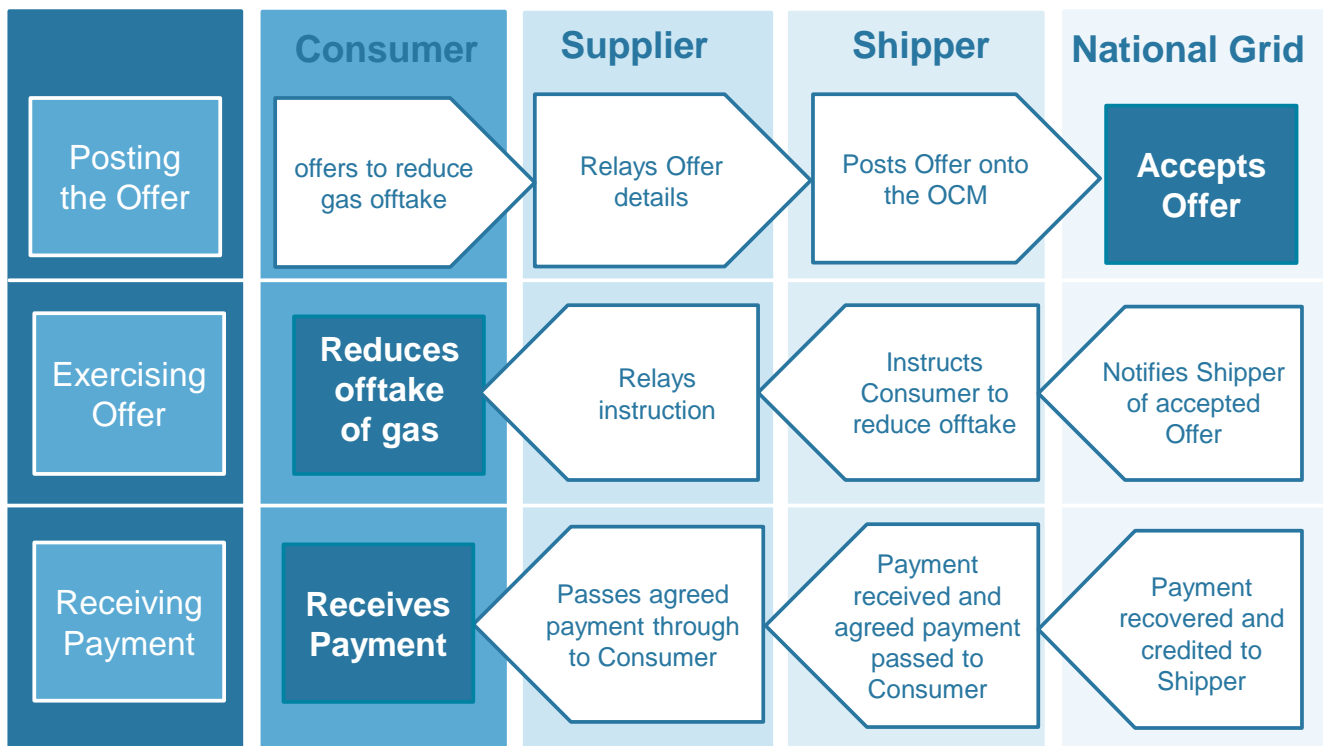 Consumer
Supplier
Shipper
National Grid
Posting
the Offer
offers to reduce
gas offtake
Relays Offer
details
Posts Offer onto
the OCM
Accepts
Offer
Exercising
Offer
Reduces
offtake
of gas
Relays
instruction
Instructs
Consumer to
reduce offtake
Notifies Shipper
of accepted
Offer
Receiving
Payment
Receives
Payment
Passes agreed
payment through
to Consumer
Payment
received and
agreed payment
passed to
Consumer
Payment
recovered and
credited to
Shipper